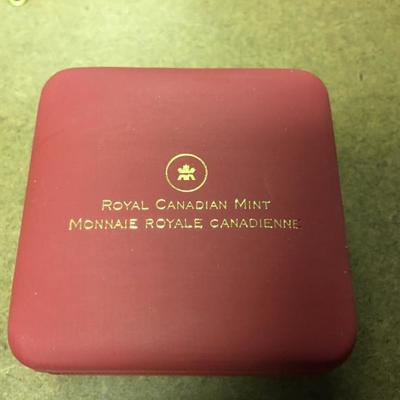 ROYAL CANADIAN MINT
MONNAIE ROYALE CANADIENNE